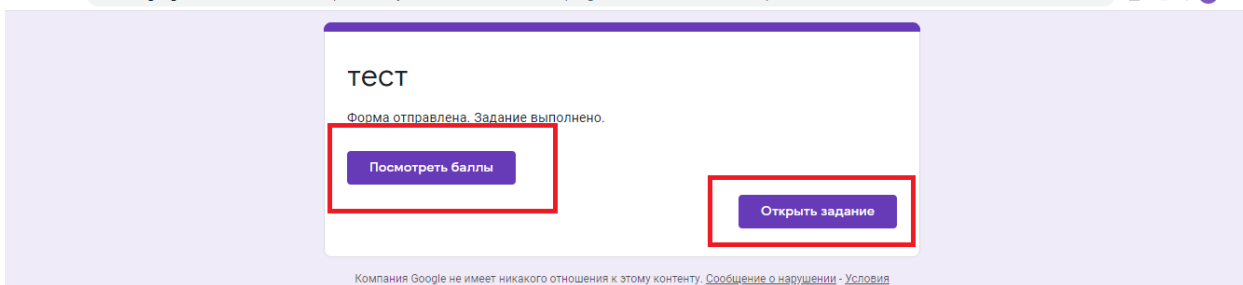 тест
Форма отправлена. Задание выполнено.
Посмотреть баллы
Открыть задание
Компания Google не имеет никакого отношения к этому контенту. Сообщение о нарушении - Условия